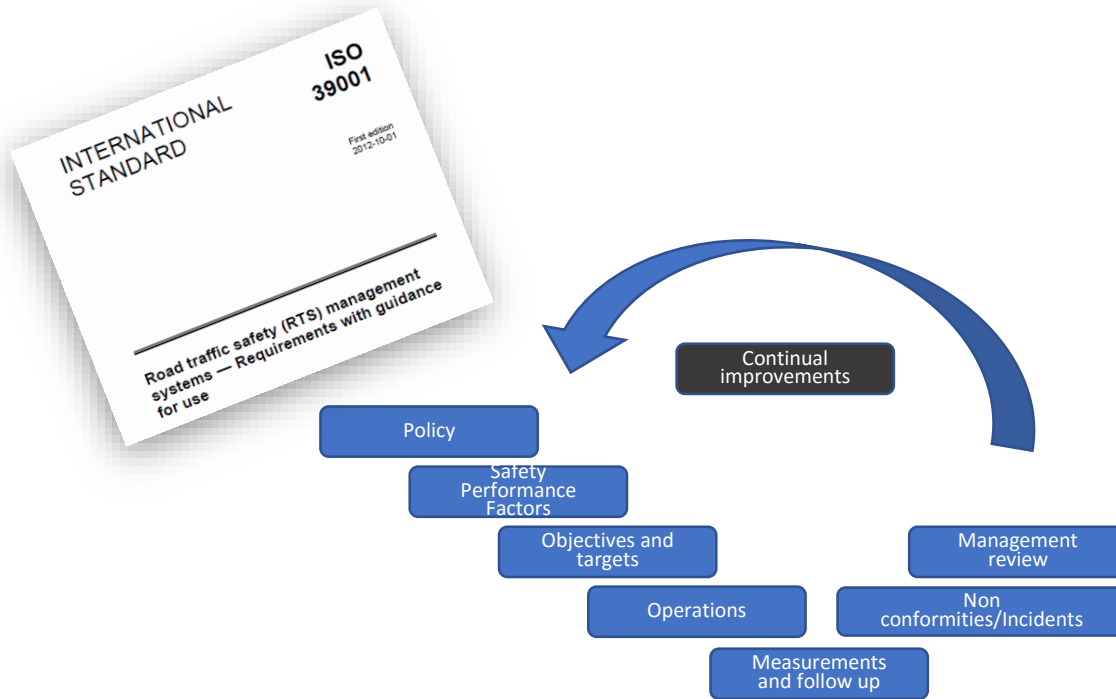 INTERNATIONAL
STANDARD
ISO
39001
First edition
2012-10-01
Road traffic safety (RTS) management
systems — Requirements with guidance
for use
Continual
improvements
Policy
Safety
Performance
Factors
Objectives and
targets
Operations
Measurements
and follow up
Non
conformities/Incidents
Management
review